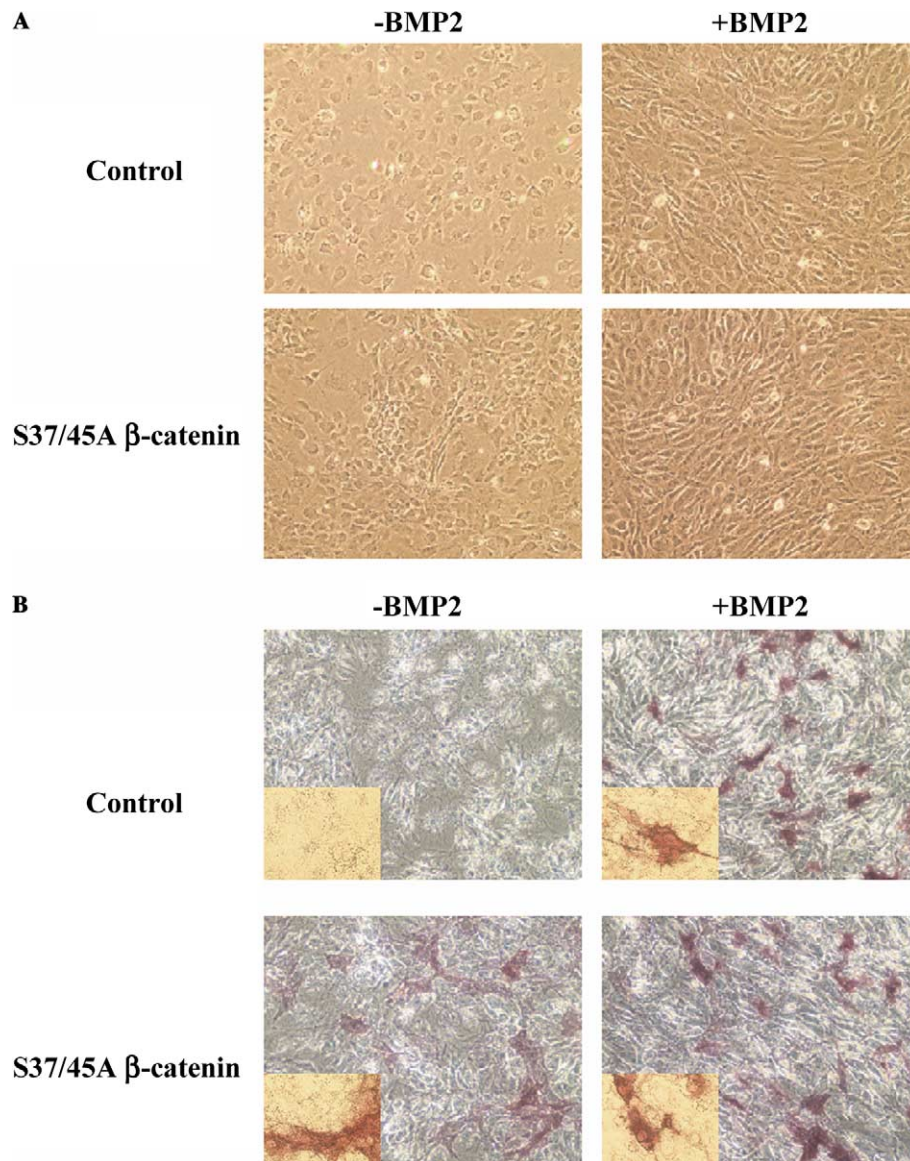 A
-BMP2 +BMP2
Control
S37/45A β-catenin
B
-BMP2 +BMP2
Control
S37/45A β-catenin